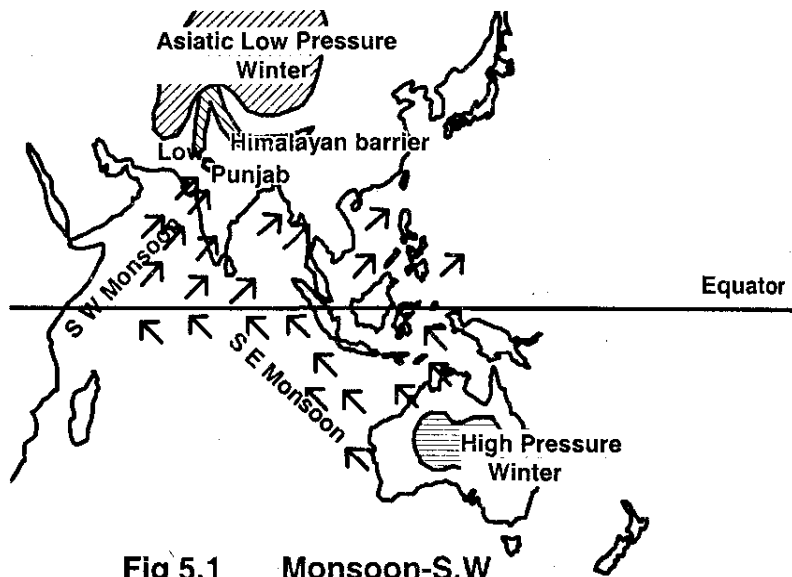 Asiatic Low Pressure
Winter
Himalayan barrier
Low
Punjab
S W Monsoon
Equator
S E Monsoon
High Pressure
Winter
Fig 5.1 Monsoon-S.W